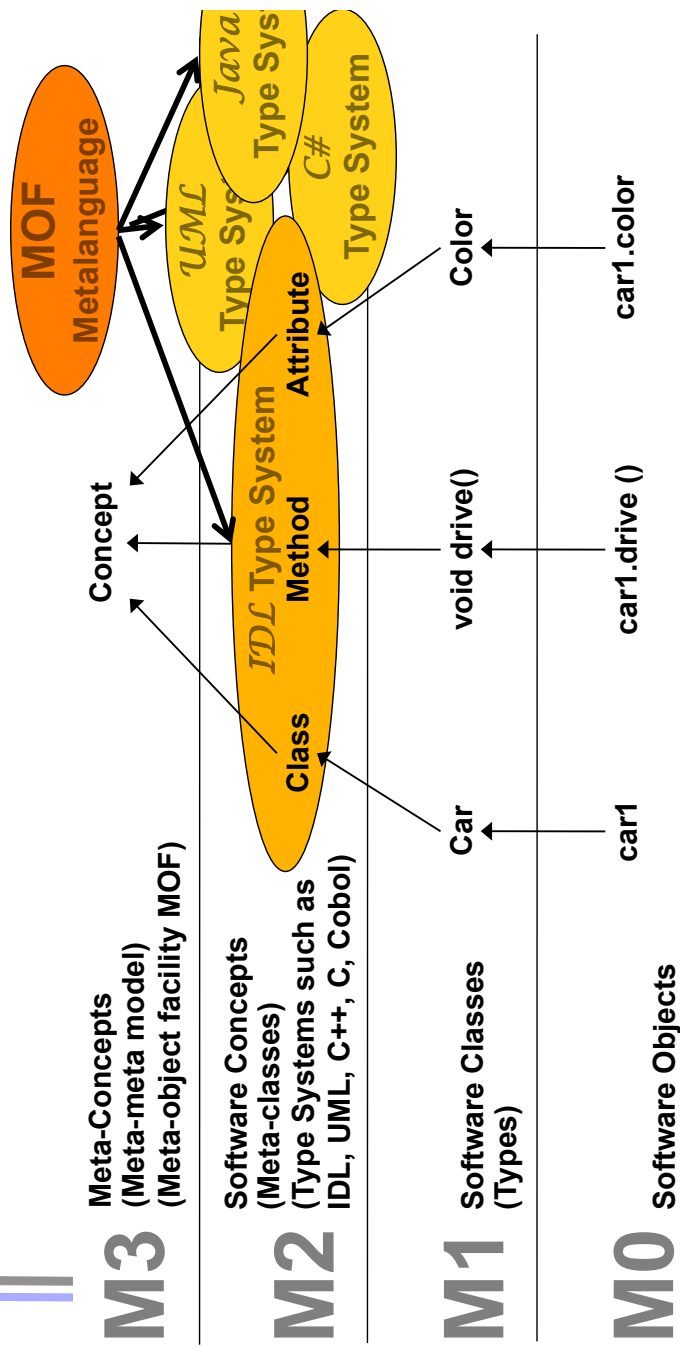 M3
Meta-Concepts
(Meta-meta model)
(Meta-object facility MOF)
Concept
MOF
Metalanguage
M2
Software Concepts
(Meta-classes)
(Type Systems such as
IDL, UML, C++, C, Cobol)
IDL Type System
Class
Method
Attribute
UML
Type Sys
Java
Type Sys
C#
Type System
M1
Software Classes
(Types)
Car
void drive()
Color
M0
Software Objects
car1
car1.drive ()
car1.color